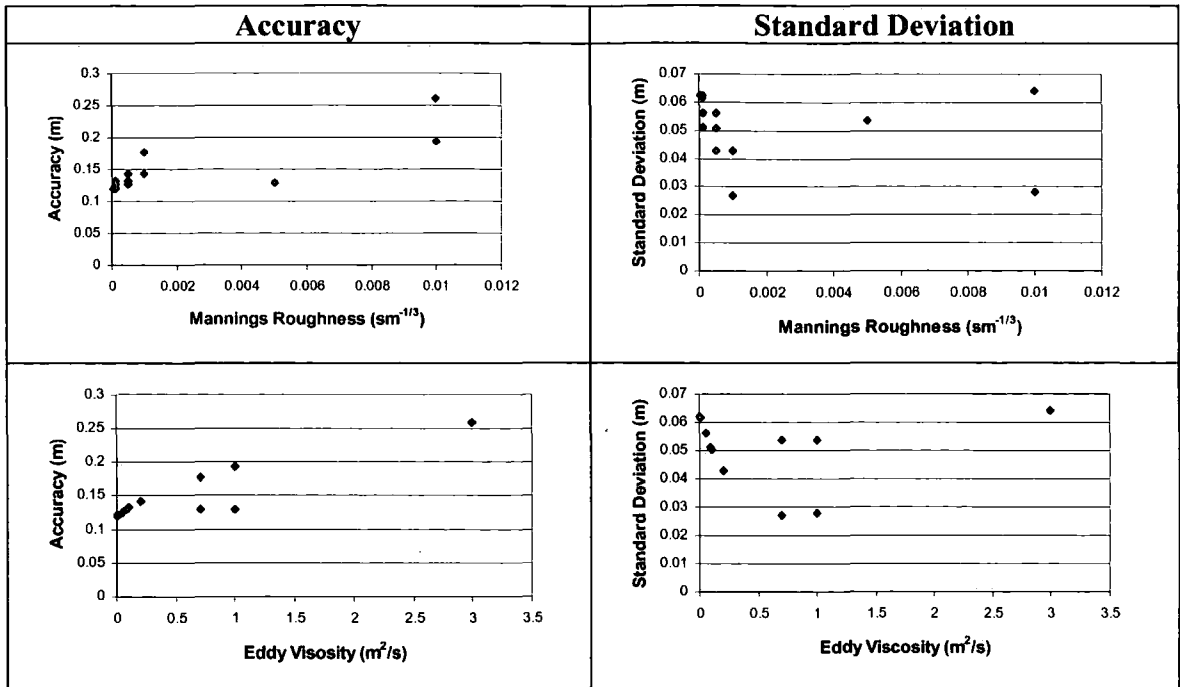 Accuracy
Standard Deviation
Accuracy (m)
0.3
0.25
0.2
0.15
0.1
0.05
0
0 0.002 0.004 0.006 0.008 0.01 0.012
Mannings Roughness (sm-1/3)
Standard Deviation (m)
0.07
0.06
0.05
0.04
0.03
0.02
0.01
0
0 0.002 0.004 0.006 0.008 0.01 0.012
Mannings Roughness (sm-1/3)
Accuracy (m)
0.3
0.25
0.2
0.15
0.1
0.05
0
0 0.5 1 1.5 2 2.5 3 3.5
Eddy Visosity (m2/s)
Standard Deviation (m)
0.07
0.06
0.05
0.04
0.03
0.02
0.01
0
0 0.5 1 1.5 2 2.5 3 3.5
Eddy Viscosity (m2/s)